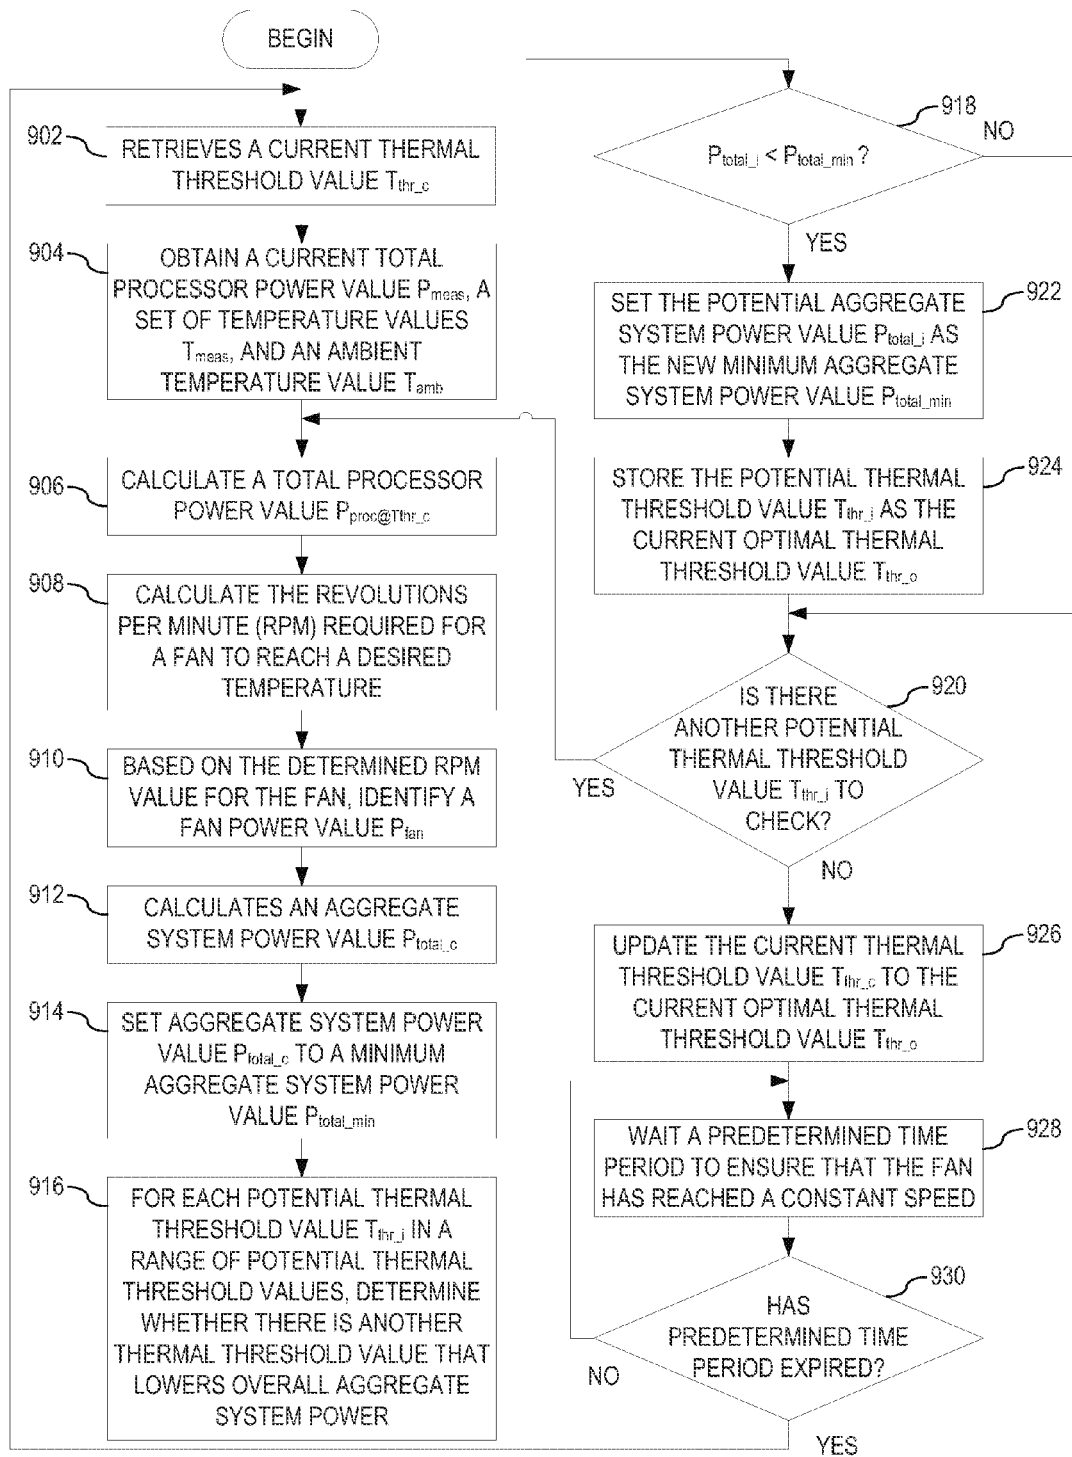 BEGIN
902
RETRIEVES A CURRENT THERMAL
THRESHOLD VALUE Tthr_c
904
OBTAIN A CURRENT TOTAL
PROCESSOR POWER VALUE Pmeas, A
SET OF TEMPERATURE VALUES
Tmeas, AND AN AMBIENT
TEMPERATURE VALUE Tamb
906
CALCULATE A TOTAL PROCESSOR
POWER VALUE Pproc@Tthr_c
908
CALCULATE THE REVOLUTIONS
PER MINUTE (RPM) REQUIRED FOR
A FAN TO REACH A DESIRED
TEMPERATURE
910
BASED ON THE DETERMINED RPM
VALUE FOR THE FAN, IDENTIFY A
FAN POWER VALUE Pfan
912
CALCULATES AN AGGREGATE
SYSTEM POWER VALUE Ptotal_c
914
SET AGGREGATE SYSTEM POWER
VALUE Ptotal_c TO A MINIMUM
AGGREGATE SYSTEM POWER
VALUE Ptotal_min
916
FOR EACH POTENTIAL THERMAL
THRESHOLD VALUE Tthr_i IN A
RANGE OF POTENTIAL THERMAL
THRESHOLD VALUES, DETERMINE
WHETHER THERE IS ANOTHER
THERMAL THRESHOLD VALUE THAT
LOWERS OVERALL AGGREGATE
SYSTEM POWER
918
Ptotal_i < Ptotal_min ?
NO
YES
922
SET THE POTENTIAL AGGREGATE
SYSTEM POWER VALUE Ptotal_i AS
THE NEW MINIMUM AGGREGATE
SYSTEM POWER VALUE Ptotal_min
924
STORE THE POTENTIAL THERMAL
THRESHOLD VALUE Tthr_i AS THE
CURRENT OPTIMAL THERMAL
THRESHOLD VALUE Tthr_o
920
IS THERE
ANOTHER POTENTIAL
THERMAL THRESHOLD
VALUE Tthr_i TO
CHECK?
YES
NO
926
UPDATE THE CURRENT THERMAL
THRESHOLD VALUE Tthr_c TO THE
CURRENT OPTIMAL THERMAL
THRESHOLD VALUE Tthr_o
928
WAIT A PREDETERMINED TIME
PERIOD TO ENSURE THAT THE FAN
HAS REACHED A CONSTANT SPEED
930
HAS
PREDETERMINED TIME
PERIOD EXPIRED?
NO
YES